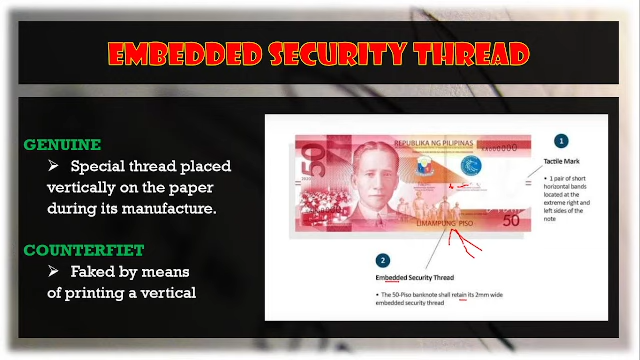 EMBEDDED SECURITY THREAD
GENUINE
Special thread placed
vertically on the paper
during its manufacture.
COUNTERFIET
Faked by means
of printing a vertical
REPUBLIKA NG PILIPINAS
50
LIMAMPUNG PISO
50
1
Tactile Mark
• 1 pair of short
horizontal bands
located at the
extreme right and
left sides of the
note
2
Embedded Security Thread
• The 50-Piso banknote shall retain its 2mm wide
embedded security thread